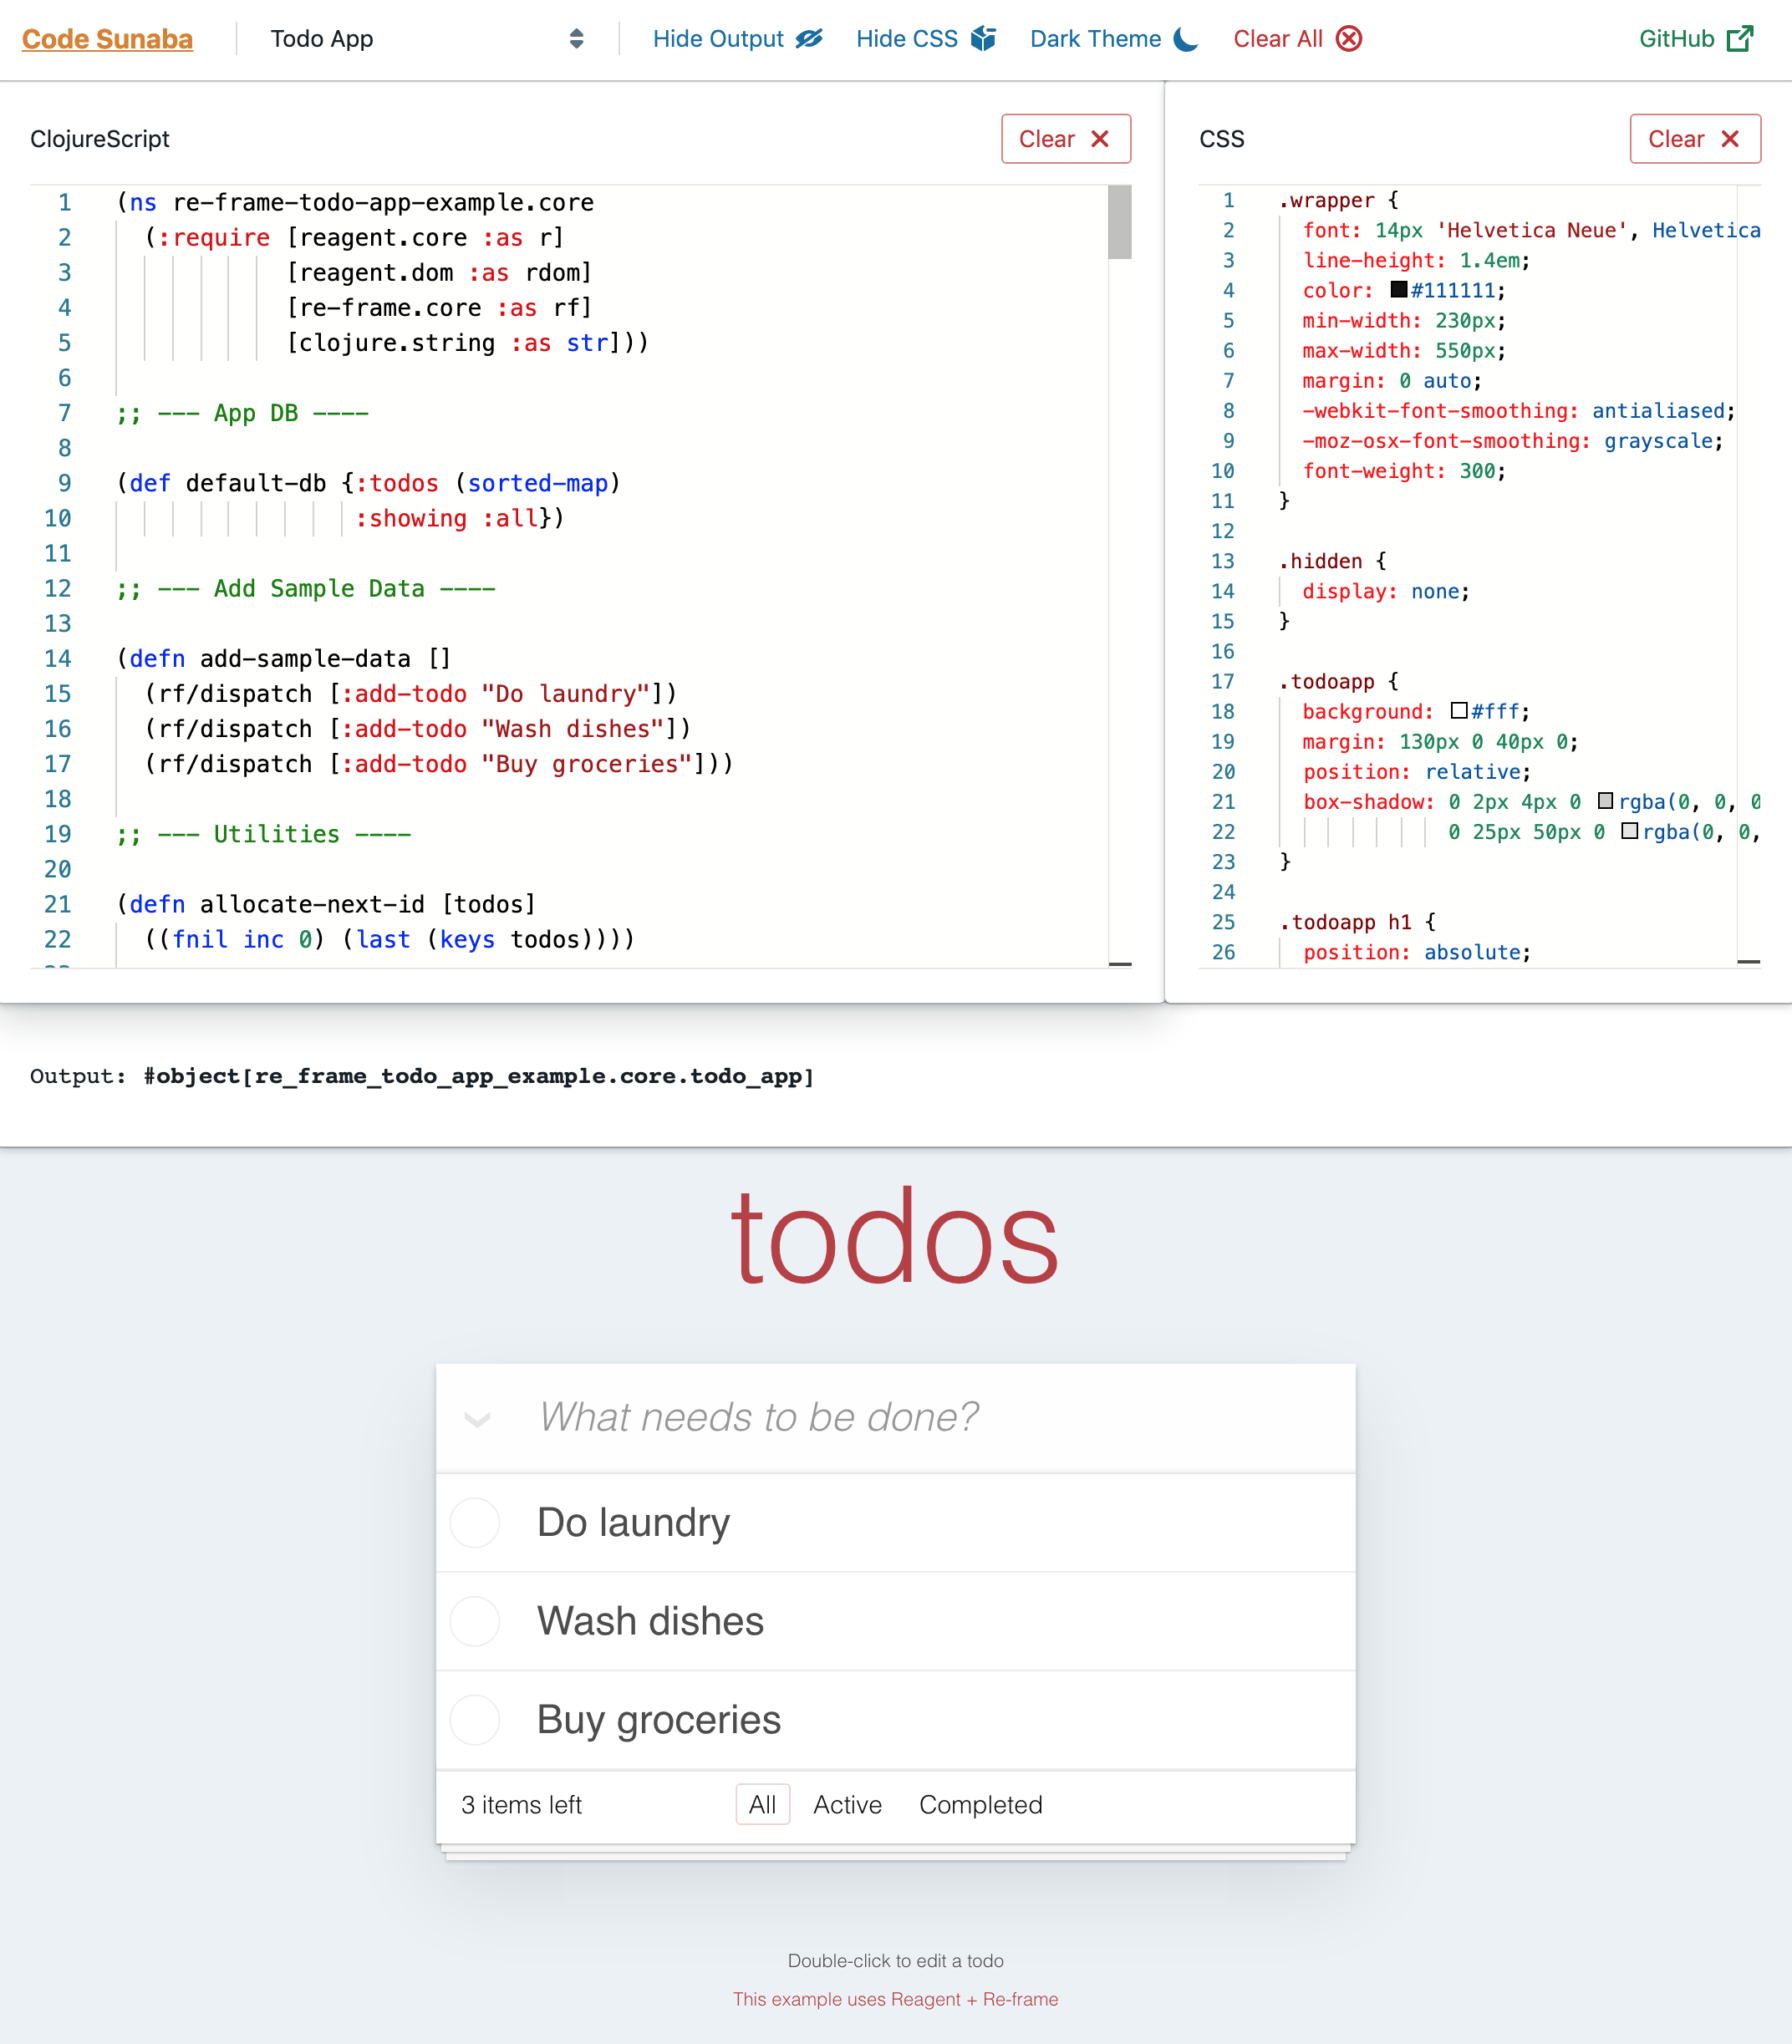 Code Sunaba
Todo App
Hide Output
Hide CSS
Dark Theme
Clear All
GitHub
ClojureScript
Clear
1 (ns re-frame-todo-app-example.core
2 (:require [reagent.core :as r]
3 [reagent.dom :as rdom]
4 [re-frame.core :as rf]
5 [clojure.string :as str]))
6
7 ;; --- App DB ----
8
9 (def default-db {:todos (sorted-map)
10 :showing :all})
11
12 ;; --- Add Sample Data ----
13
14 (defn add-sample-data []
15 (rf/dispatch [:add-todo "Do laundry"])
16 (rf/dispatch [:add-todo "Wash dishes"])
17 (rf/dispatch [:add-todo "Buy groceries"]))
18
19 ;; --- Utilities ----
20
21 (defn allocate-next-id [todos]
22 ((fnil inc 0) (last (keys todos))))
CSS
Clear
1 .wrapper {
2 font: 14px 'Helvetica Neue', Helvetica
3 line-height: 1.4em;
4 color: #111111;
5 min-width: 230px;
6 max-width: 550px;
7 margin: 0 auto;
8 -webkit-font-smoothing: antialiased;
9 -moz-osx-font-smoothing: grayscale;
10 font-weight: 300;
11 }
12
13 .hidden {
14 display: none;
15 }
16
17 .todoapp {
18 background: #fff;
19 margin: 130px 0 40px 0;
20 position: relative;
21 box-shadow: 0 2px 4px 0 rgba(0, 0, 0
22 0 25px 50px 0 rgba(0, 0,
23 }
24
25 .todoapp h1 {
26 position: absolute;
Output: #object[re_frame_todo_app_example.core.todo_app]
todos
What needs to be done?
Do laundry
Wash dishes
Buy groceries
3 items left
All
Active
Completed
Double-click to edit a todo
This example uses Reagent + Re-frame